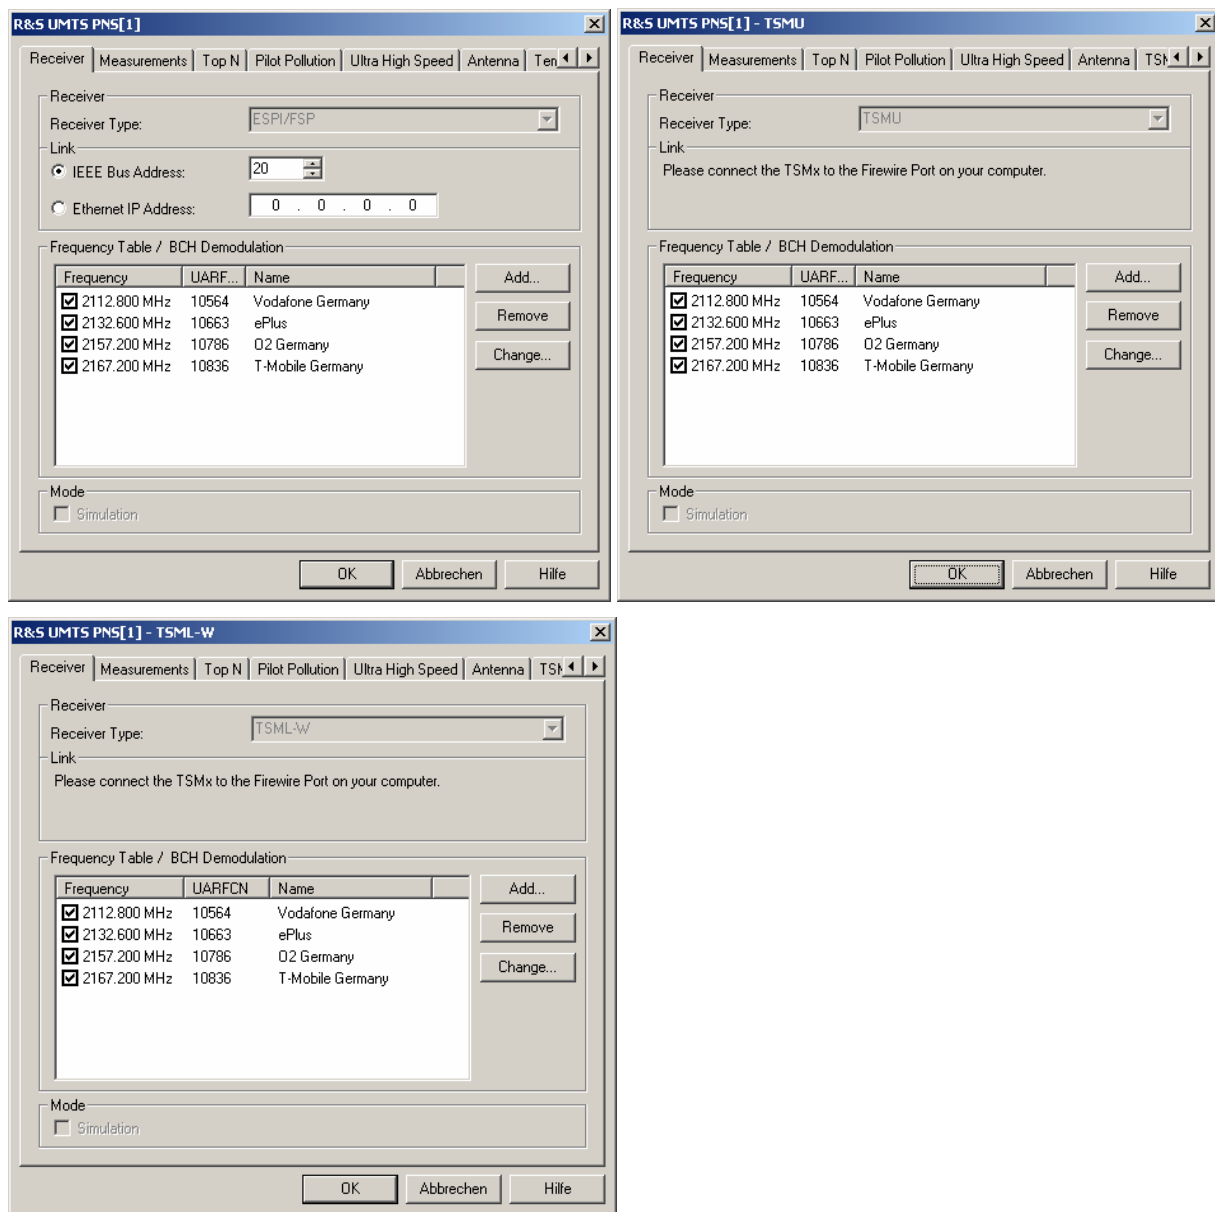 R&S UMTS PNS[1]
Receiver Measurements Top N Pilot Pollution Ultra High Speed Antenna Ten
Receiver
Receiver Type: ESPI/FSP
Link
IEEE Bus Address: 20
Ethernet IP Address: 0 . 0 . 0 . 0
Frequency Table / BCH Demodulation
Frequency UARF... Name
2112.800 MHz 10564 Vodafone Germany
2132.600 MHz 10663 ePlus
2157.200 MHz 10786 O2 Germany
2167.200 MHz 10836 T-Mobile Germany
Add...
Remove
Change...
Mode
Simulation
OK Abbrechen Hilfe
R&S UMTS PNS[1] - TSMU
Receiver Measurements Top N Pilot Pollution Ultra High Speed Antenna TSM
Receiver
Receiver Type: TSMU
Link
Please connect the TSMx to the Firewire Port on your computer.
Frequency Table / BCH Demodulation
Frequency UARF... Name
2112.800 MHz 10564 Vodafone Germany
2132.600 MHz 10663 ePlus
2157.200 MHz 10786 O2 Germany
2167.200 MHz 10836 T-Mobile Germany
Add...
Remove
Change...
Mode
Simulation
OK Abbrechen Hilfe
R&S UMTS PNS[1] - TSML-W
Receiver Measurements Top N Pilot Pollution Ultra High Speed Antenna TSM
Receiver
Receiver Type: TSML-W
Link
Please connect the TSMx to the Firewire Port on your computer.
Frequency Table / BCH Demodulation
Frequency UARFCN Name
2112.800 MHz 10564 Vodafone Germany
2132.600 MHz 10663 ePlus
2157.200 MHz 10786 O2 Germany
2167.200 MHz 10836 T-Mobile Germany
Add...
Remove
Change...
Mode
Simulation
OK Abbrechen Hilfe